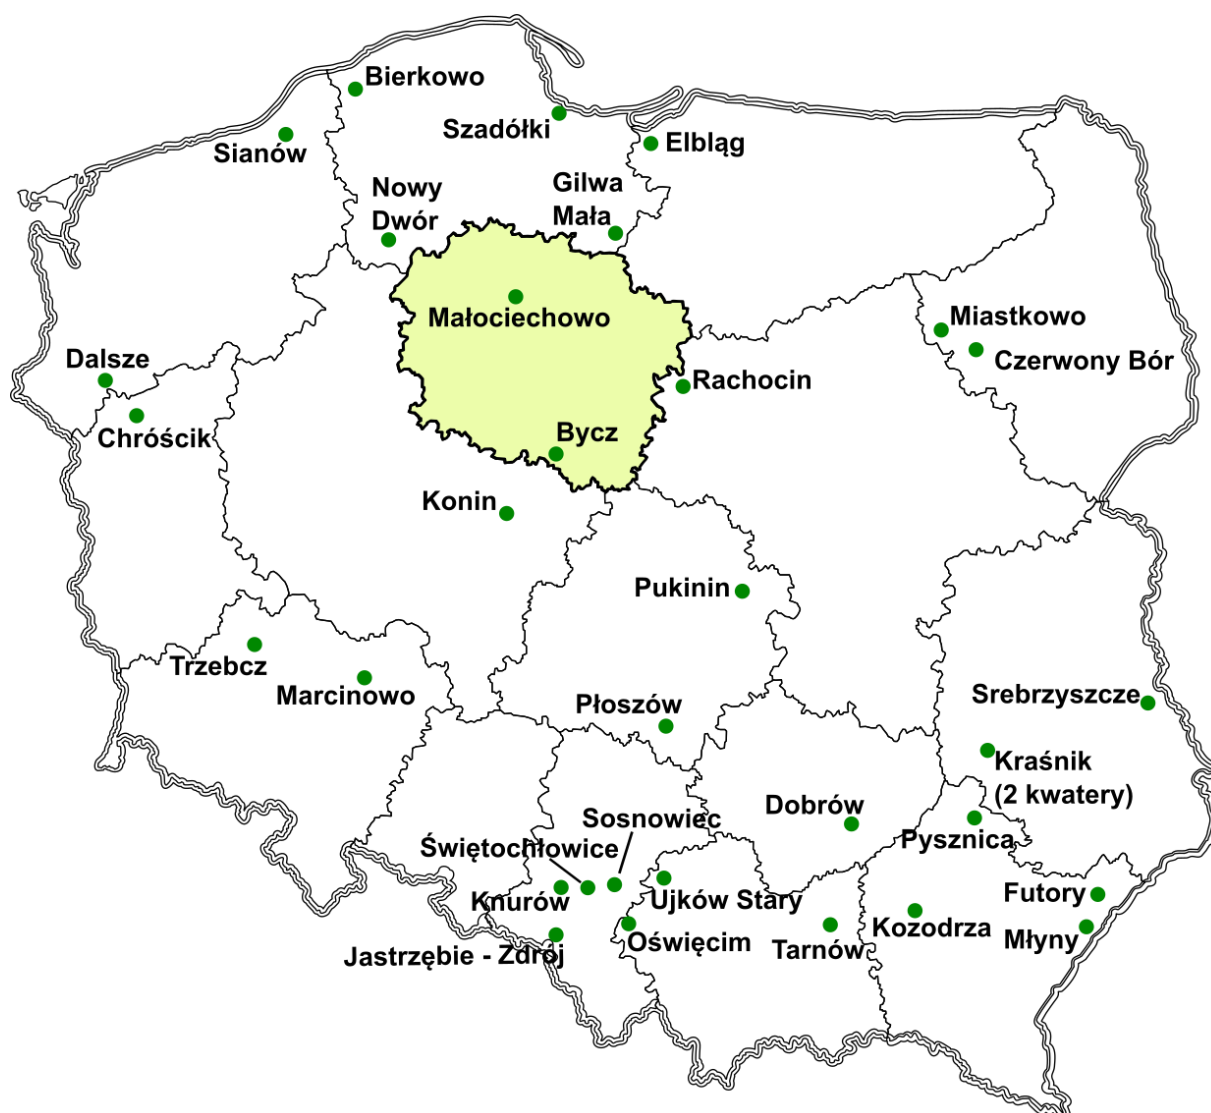 Bierkowo
Szadółki
Elbląg
Sianów
Nowy
Dwór
Gilwa
Mała
Małociechowo
Miastkowo
Czerwony Bór
Dalsze
Rachocin
Chróścik
Bycz
Konin
Pukinin
Trzebcz
Marcinowo
Srebrzyszcze
Płoszów
Kraśnik
(2 kwatery)
Dobrów
Sosnowiec
Pysznica
Świętochłowice
Knurów
Ujków Stary
Futory
Kozodrza
Młyny
Oświęcim
Tarnów
Jastrzębie - Zdrój